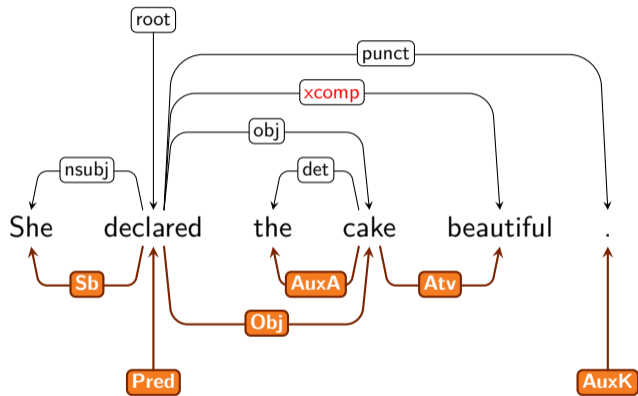 root
punct
xcomp
obj
nsubj det
She declared the cake beautiful .
Sb AuxA Atv
Obj
Pred AuxK